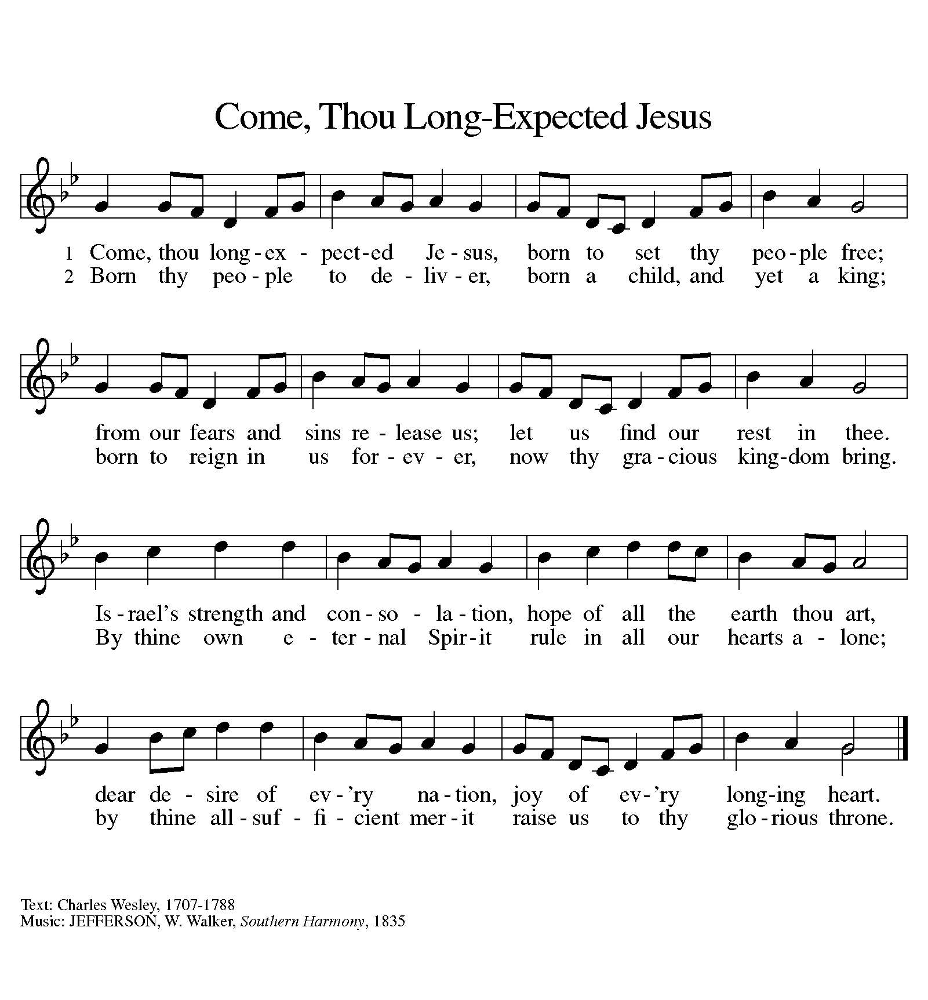 Come, Thou Long-Expected Jesus
1 Come, thou long - ex - pect - ed Je - sus, born to set thy peo - ple free;
2 Born thy peo - ple to de - liv - er, born a child, and yet a king;
from our fears and sins re - lease us; let us find our rest in thee.
born to reign in us for - ev - er, now thy gra - cious king - dom bring.
Is - rael's strength and con - so - la - tion, hope of all the earth thou art,
By thine own e - ter - nal Spir - it rule in all our hearts a - lone;
dear de - sire of ev - 'ry na - tion, joy of ev - 'ry long - ing heart.
by thine all - suf - fi - cient mer - it raise us to thy glo - rious throne.
Text: Charles Wesley, 1707-1788
Music: JEFFERSON, W. Walker, Southern Harmony, 1835